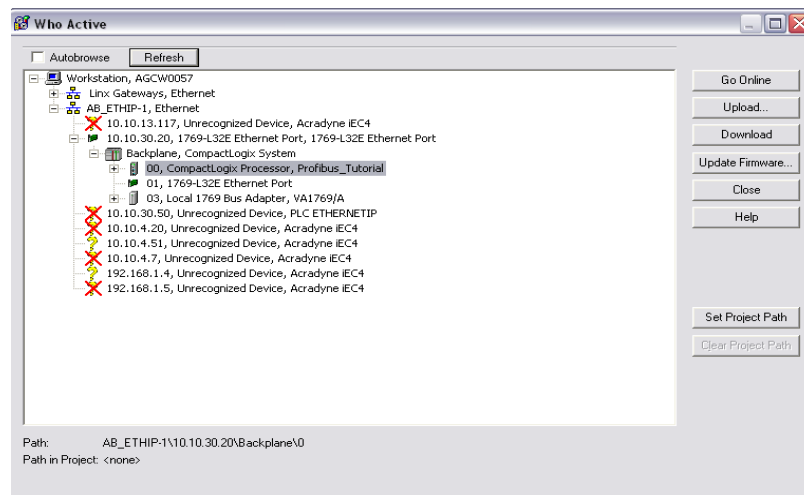 Who Active
Autobrowse Refresh
Workstation, AGCW0057
Linx Gateways, Ethernet
AB_ETHIP-1, Ethernet
10.10.13.117, Unrecognized Device, Acradyne iEC4
10.10.30.20, 1769-L32E Ethernet Port, 1769-L32E Ethernet Port
Backplane, CompactLogix System
00, CompactLogix Processor, Profibus_Tutorial
01, 1769-L32E Ethernet Port
03, Local 1769 Bus Adapter, VA1769/A
10.10.30.50, Unrecognized Device, PLC ETHERNETIP
10.10.4.20, Unrecognized Device, Acradyne iEC4
10.10.4.51, Unrecognized Device, Acradyne iEC4
10.10.4.7, Unrecognized Device, Acradyne iEC4
192.168.1.4, Unrecognized Device, Acradyne iEC4
192.168.1.5, Unrecognized Device, Acradyne iEC4
Go Online
Upload...
Download
Update Firmware...
Close
Help
Set Project Path
Clear Project Path
Path: AB_ETHIP-1\10.10.30.20\Backplane\0
Path in Project: <none>